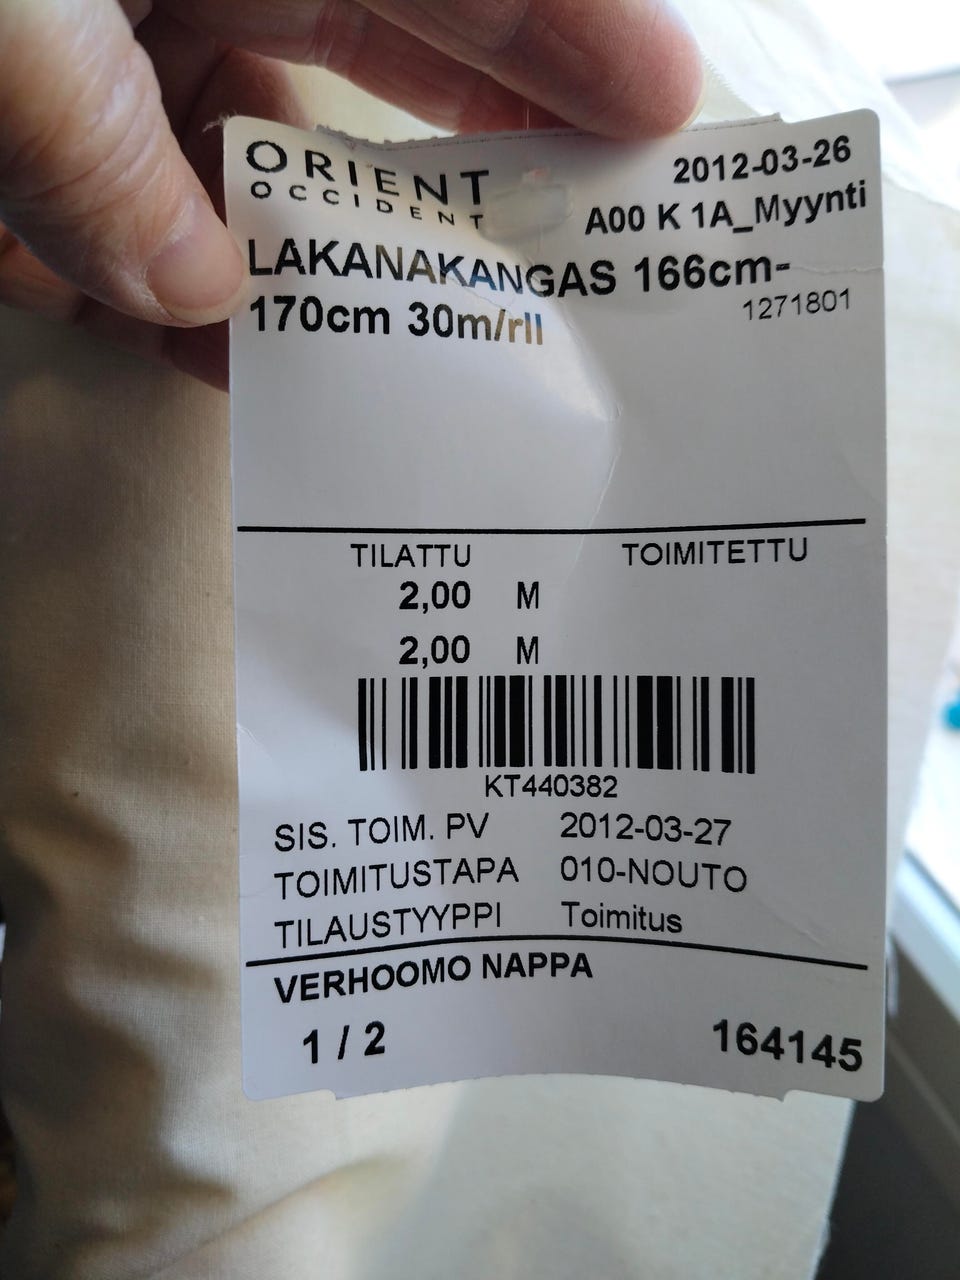 ORIENT
OCCIDENT
2012-03-26
A00 K 1A_Myynti
LAKANAKANGAS 166cm-
170cm 30m/rll
1271801
TILATTU TOIMITETTU
2,00 M
2,00 M
KT440382
SIS. TOIM. PV 2012-03-27
TOIMITUSTAPA 010-NOUTO
TILAUSTYYPPI Toimitus
VERHOOMO NAPPA
1 / 2 164145